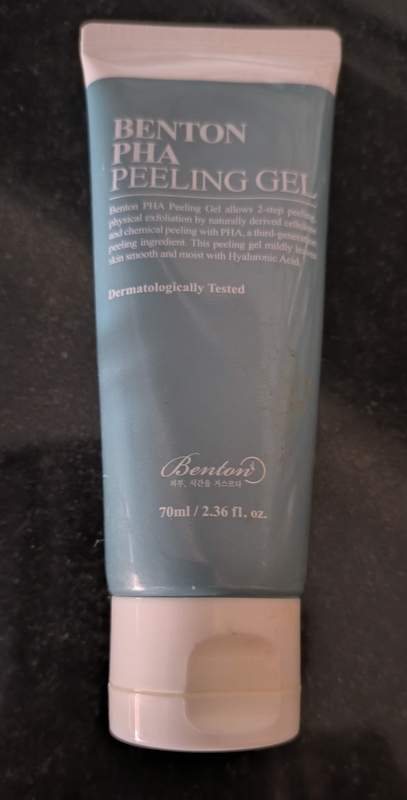 BENTON
PHA
PEELING GEL
Benton PHA Peeling Gel allows 2-step peeling,
physical exfoliation by naturally derived cellulose
and chemical peeling with PHA, a third-generation
peeling ingredient. This peeling gel mildly
skin smooth and moist with Hyaluronic Acid.
Dermatologically Tested
Benton
피부, 시간을 거스르다
70ml / 2.36 fl. oz.